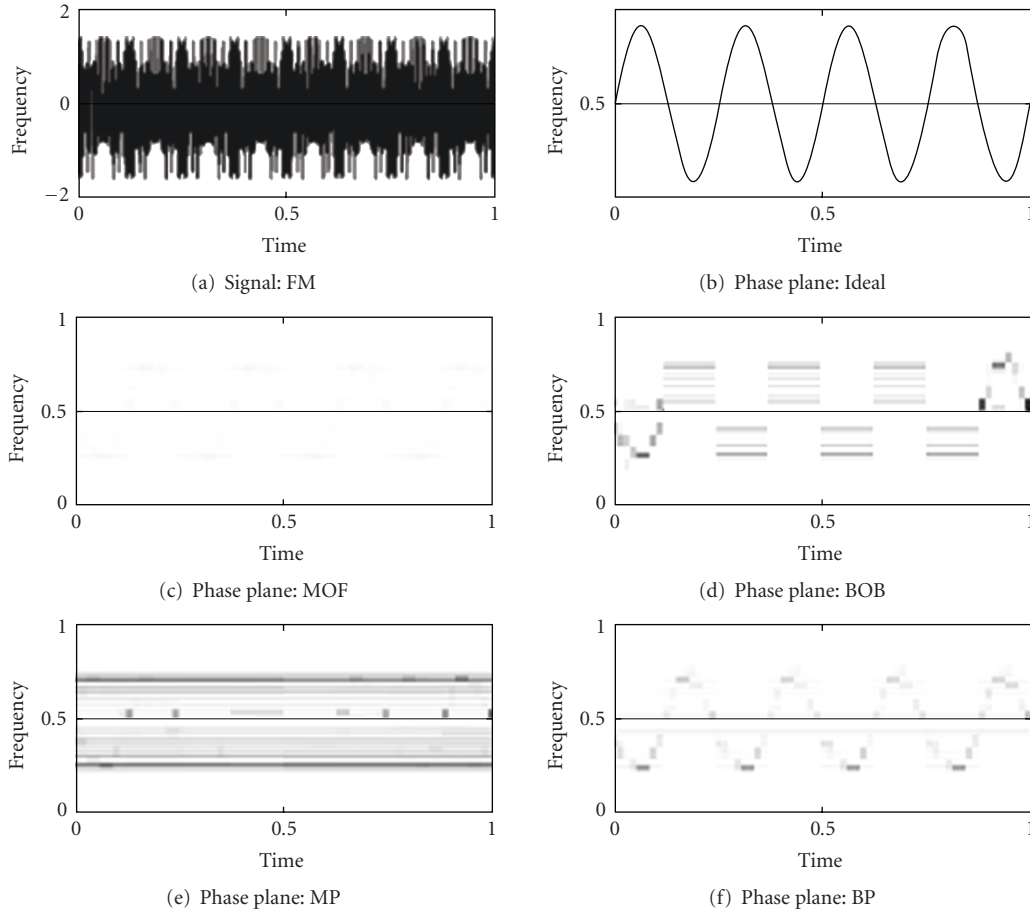 2
0
−2
Frequency
0
0.5
1
Time
(a) Signal: FM
0.5
Frequency
0
0.5
1
Time
(b) Phase plane: Ideal
1
0.5
0
Frequency
0
0.5
1
Time
(c) Phase plane: MOF
1
0.5
0
Frequency
0
0.5
1
Time
(d) Phase plane: BOB
1
0.5
0
Frequency
0
0.5
1
Time
(e) Phase plane: MP
1
0.5
0
Frequency
0
0.5
1
Time
(f) Phase plane: BP